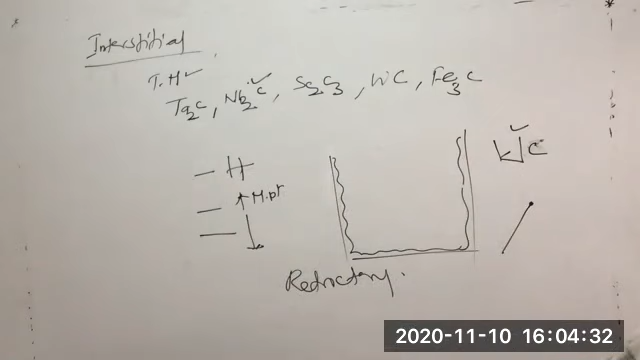 Interstitial
T.H✓
Ta2C, Nb2C, Sc2C3, WC, Fe3C
— H
— ↑M.pt
WC
Refractory.
2020-11-10 16:04:32